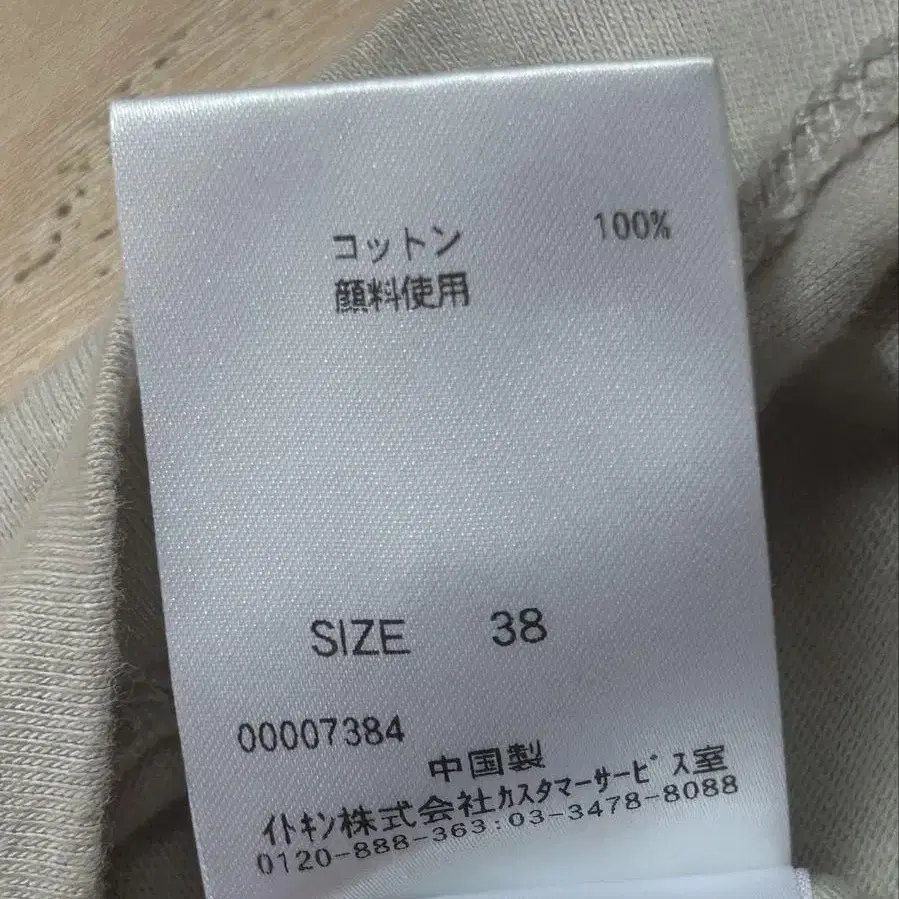 コットン 100%
顔料使用
SIZE 38
00007384
中国製
ｲﾄｷﾝ株式会社ｶｽﾀﾏｰｻｰﾋﾞｽ室
0120-888-363:03-3478-8088